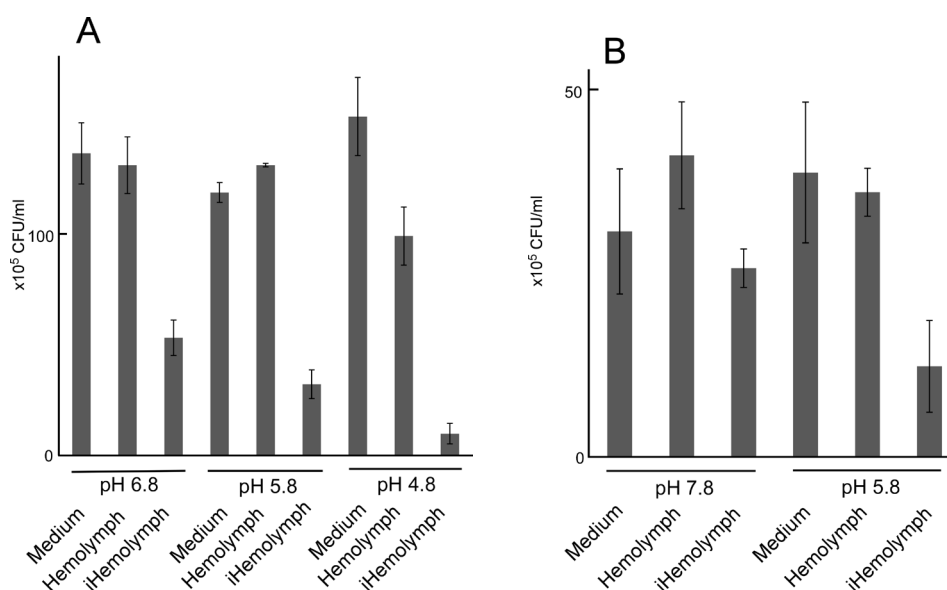 A
x10⁵ CFU/ml
100
0
pH 6.8
pH 5.8
pH 4.8
Medium
Hemolymph
iHemolymph
Medium
Hemolymph
iHemolymph
Medium
Hemolymph
iHemolymph
B
x10⁵ CFU/ml
50
0
pH 7.8
pH 5.8
Medium
Hemolymph
iHemolymph
Medium
Hemolymph
iHemolymph